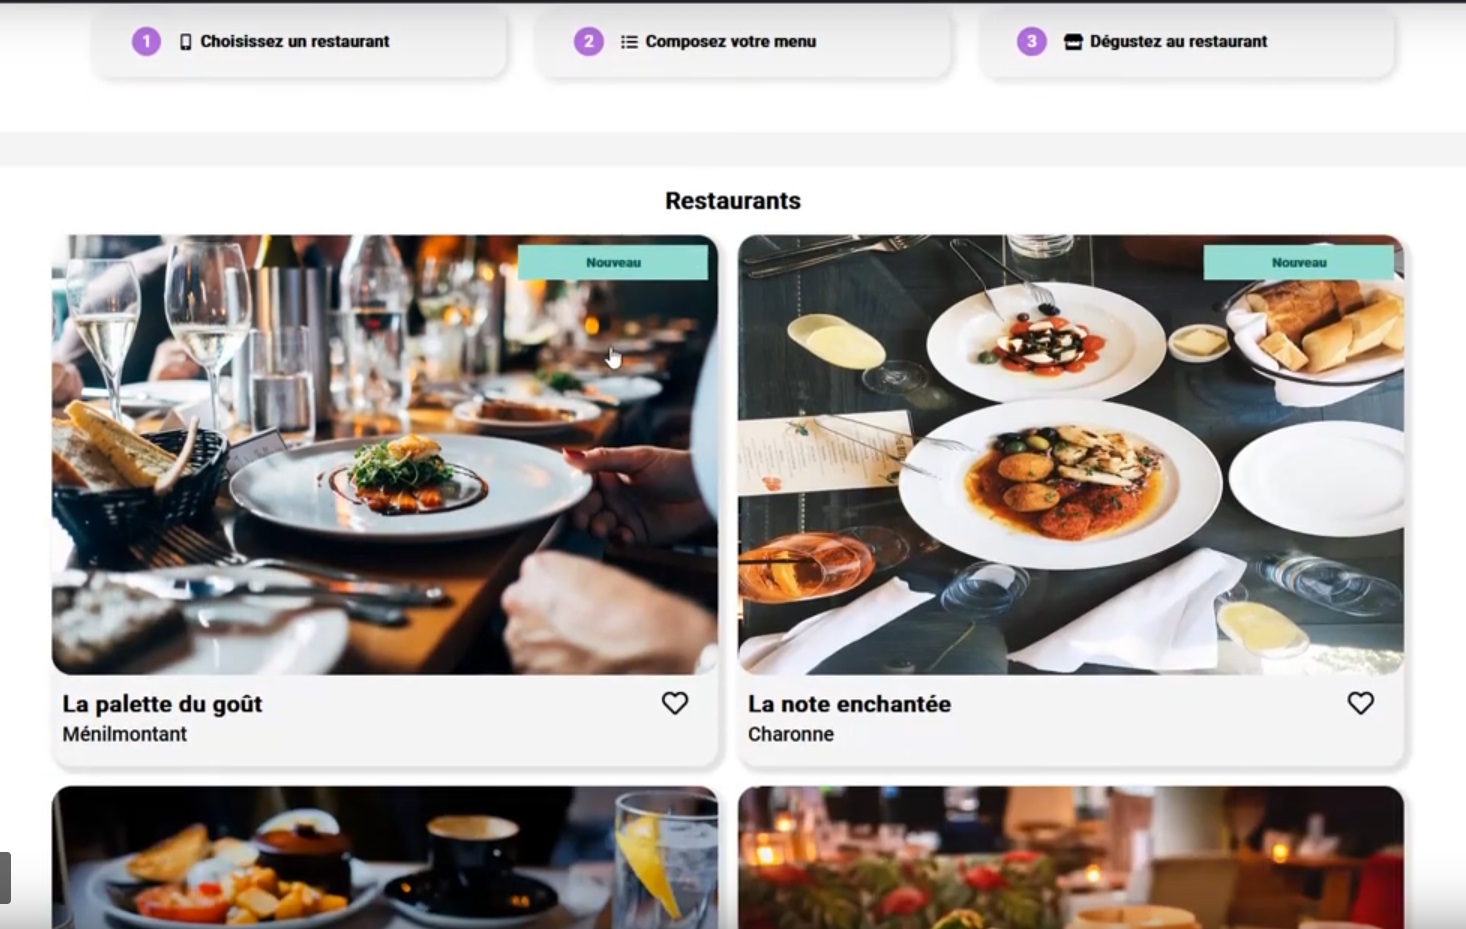 1 Choisissez un restaurant
2 Composez votre menu
3 Dégustez au restaurant
Restaurants
Nouveau
Nouveau
La palette du goût
Ménilmontant
La note enchantée
Charonne